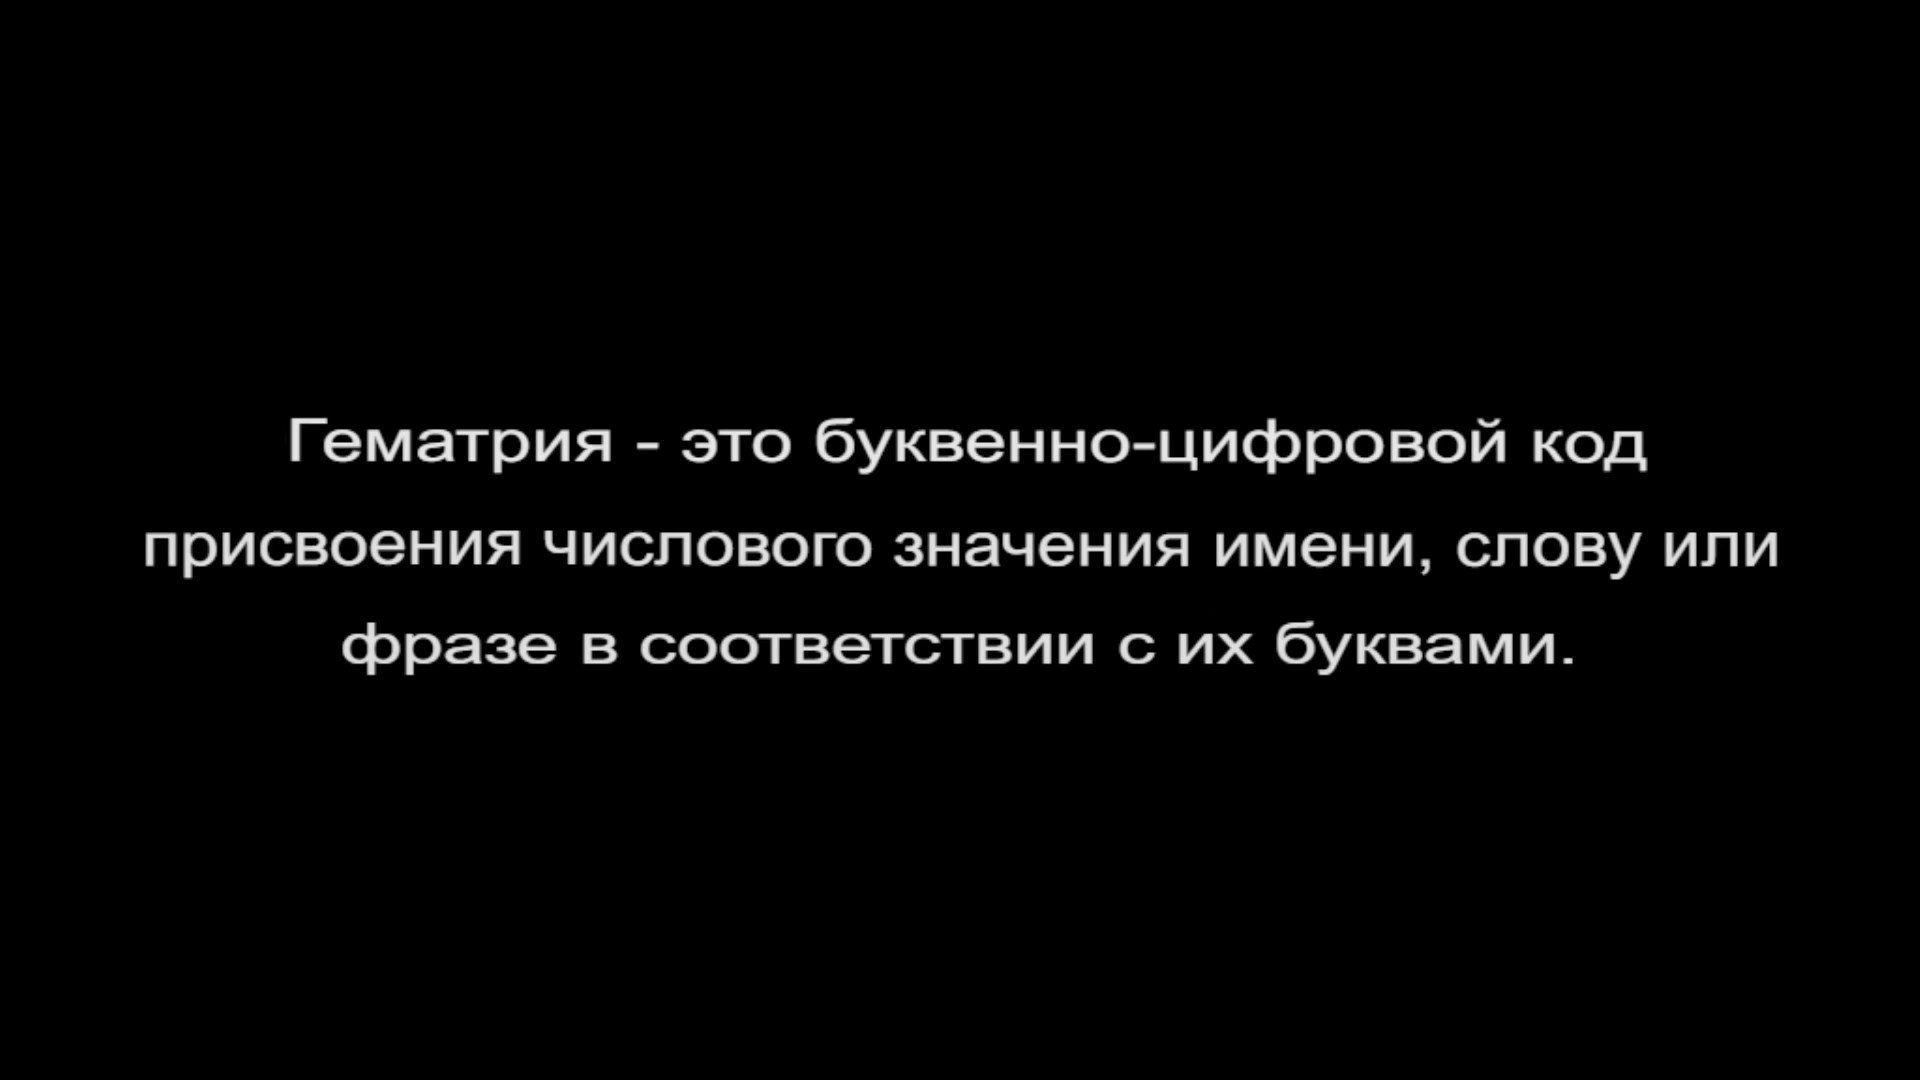 Гематрия - это буквенно-цифровой код
присвоения числового значения имени, слову или
фразе в соответствии с их буквами.